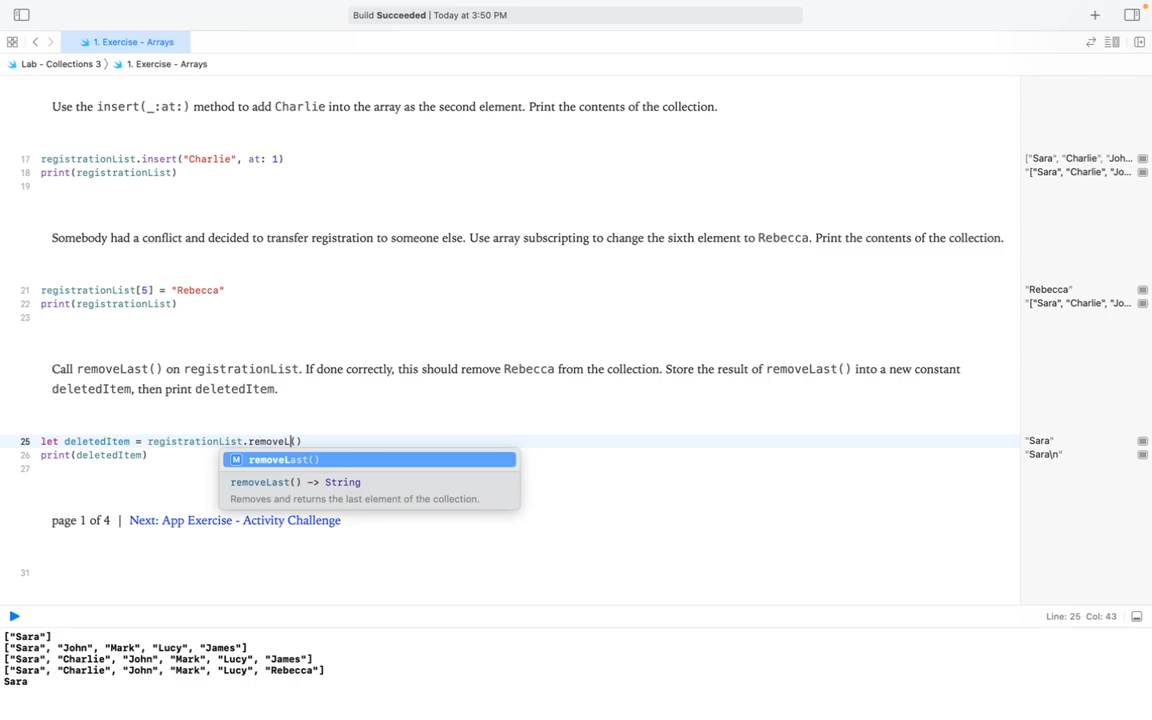 Build Succeeded | Today at 3:50 PM
1. Exercise - Arrays
Lab - Collections 3 ⟩ 1. Exercise - Arrays
Use the insert(_:at:) method to add Charlie into the array as the second element. Print the contents of the collection.
17 registrationList.insert("Charlie", at: 1) ["Sara", "Charlie", "Joh...
18 print(registrationList) "["Sara", "Charlie", "Jo...
19
Somebody had a conflict and decided to transfer registration to someone else. Use array subscripting to change the sixth element to Rebecca. Print the contents of the collection.
21 registrationList[5] = "Rebecca" "Rebecca"
22 print(registrationList) "["Sara", "Charlie", "Jo...
23
Call removeLast() on registrationList. If done correctly, this should remove Rebecca from the collection. Store the result of removeLast() into a new constant
deletedItem, then print deletedItem.
25 let deletedItem = registrationList.removeL() "Sara"
26 print(deletedItem) "Sara\n"
M removeLast()
27
removeLast() -> String
Removes and returns the last element of the collection.
page 1 of 4 | Next: App Exercise - Activity Challenge
31
Line: 25 Col: 43
["Sara"]
["Sara", "John", "Mark", "Lucy", "James"]
["Sara", "Charlie", "John", "Mark", "Lucy", "James"]
["Sara", "Charlie", "John", "Mark", "Lucy", "Rebecca"]
Sara